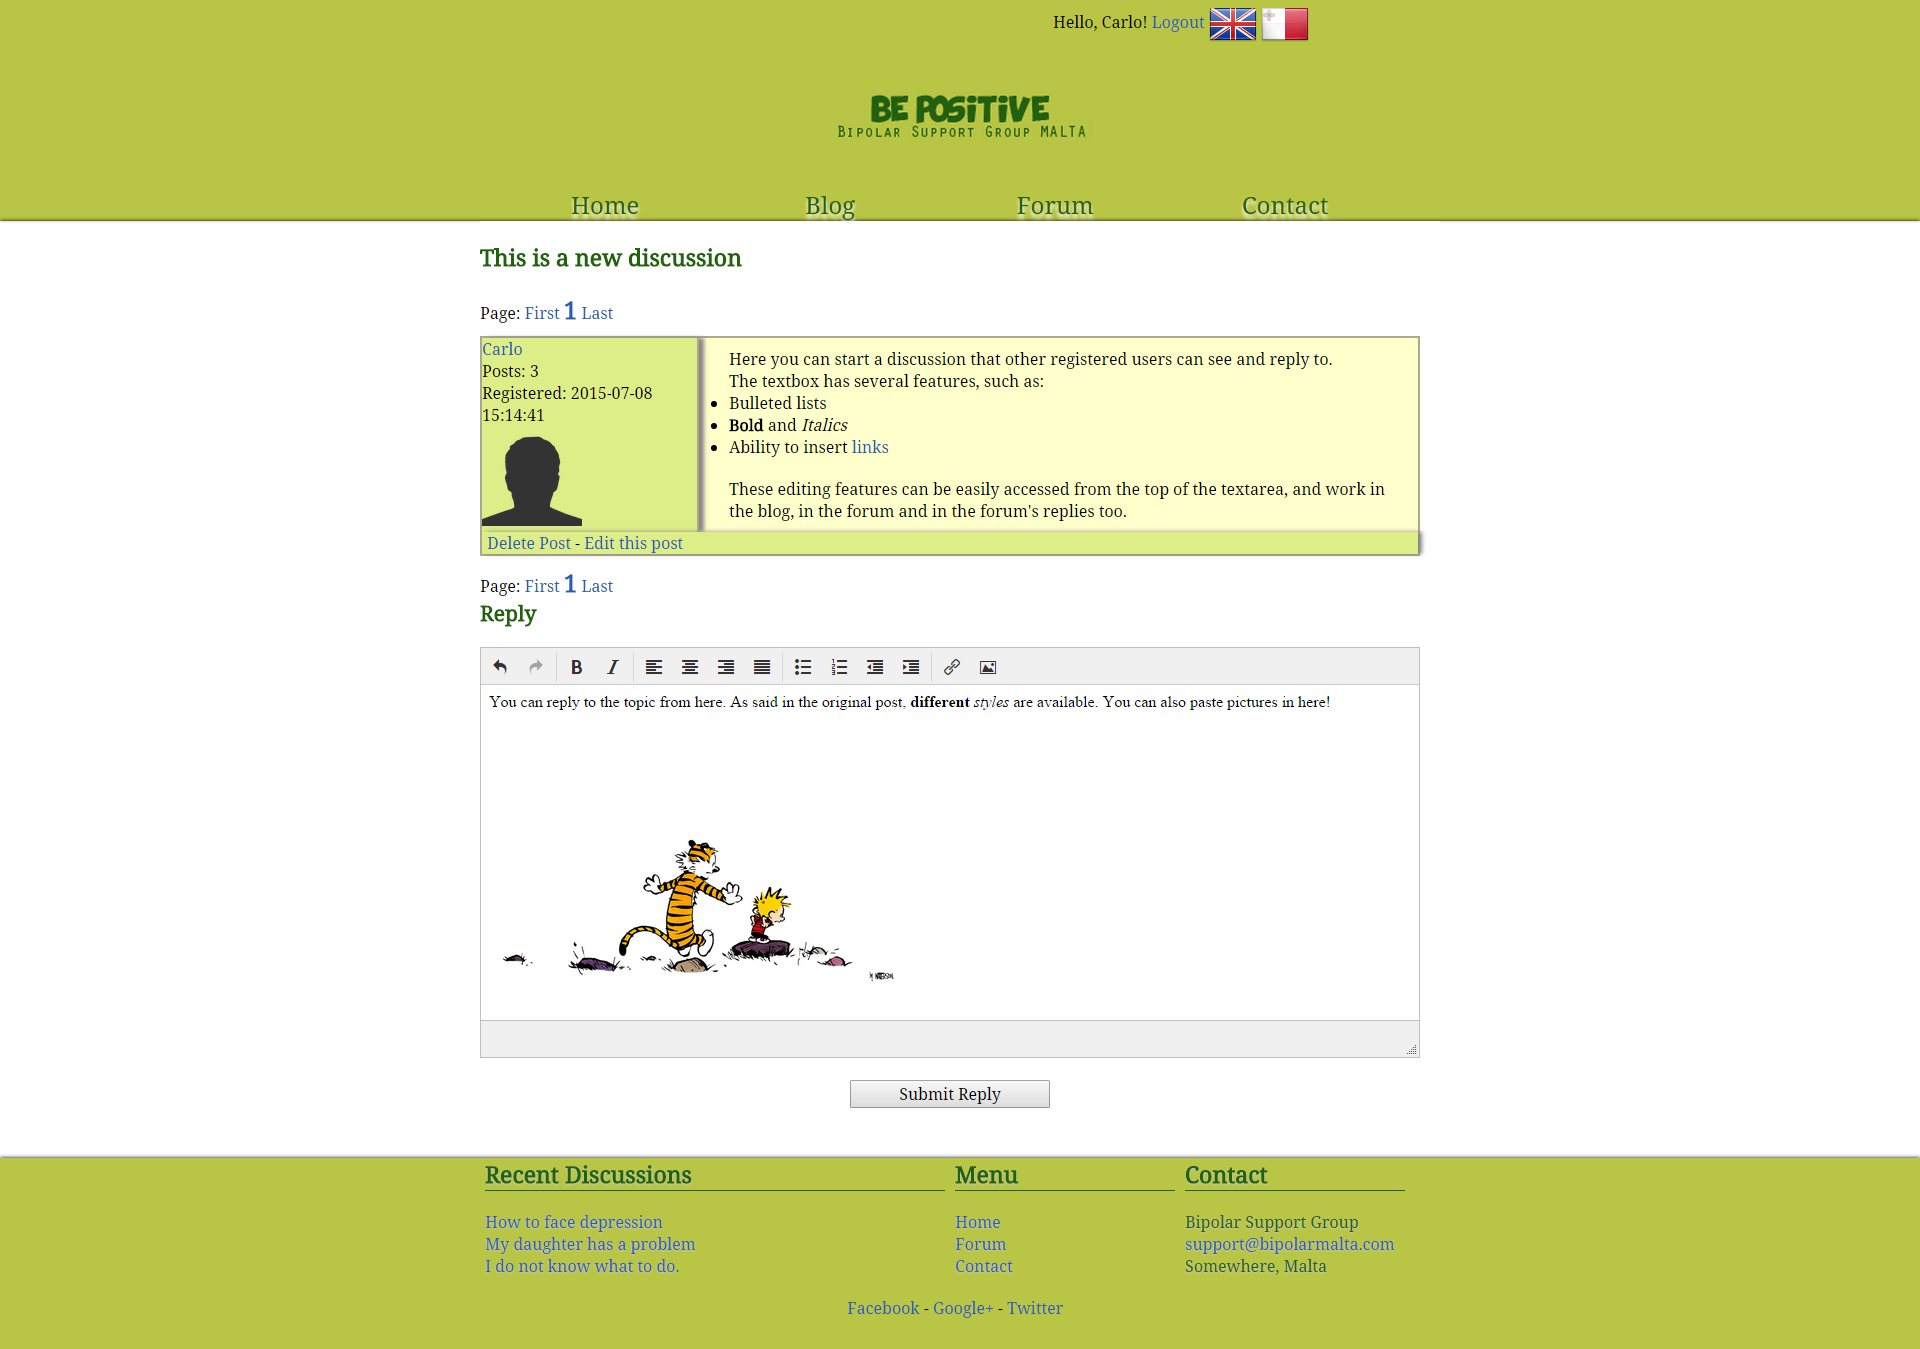 Hello, Carlo! Logout
BE POSITIVE
Bipolar Support Group MALTA
Home Blog Forum Contact
This is a new discussion
Page: First 1 Last
Carlo
Posts: 3
Registered: 2015-07-08
15:14:41
Here you can start a discussion that other registered users can see and reply to.
The textbox has several features, such as:
Bulleted lists
Bold and Italics
Ability to insert links
These editing features can be easily accessed from the top of the textarea, and work in
the blog, in the forum and in the forum's replies too.
Delete Post - Edit this post
Page: First 1 Last
Reply
B I
You can reply to the topic from here. As said in the original post, different styles are available. You can also paste pictures in here!
Submit Reply
Recent Discussions
How to face depression
My daughter has a problem
I do not know what to do.
Menu
Home
Forum
Contact
Contact
Bipolar Support Group
support@bipolarmalta.com
Somewhere, Malta
Facebook - Google+ - Twitter